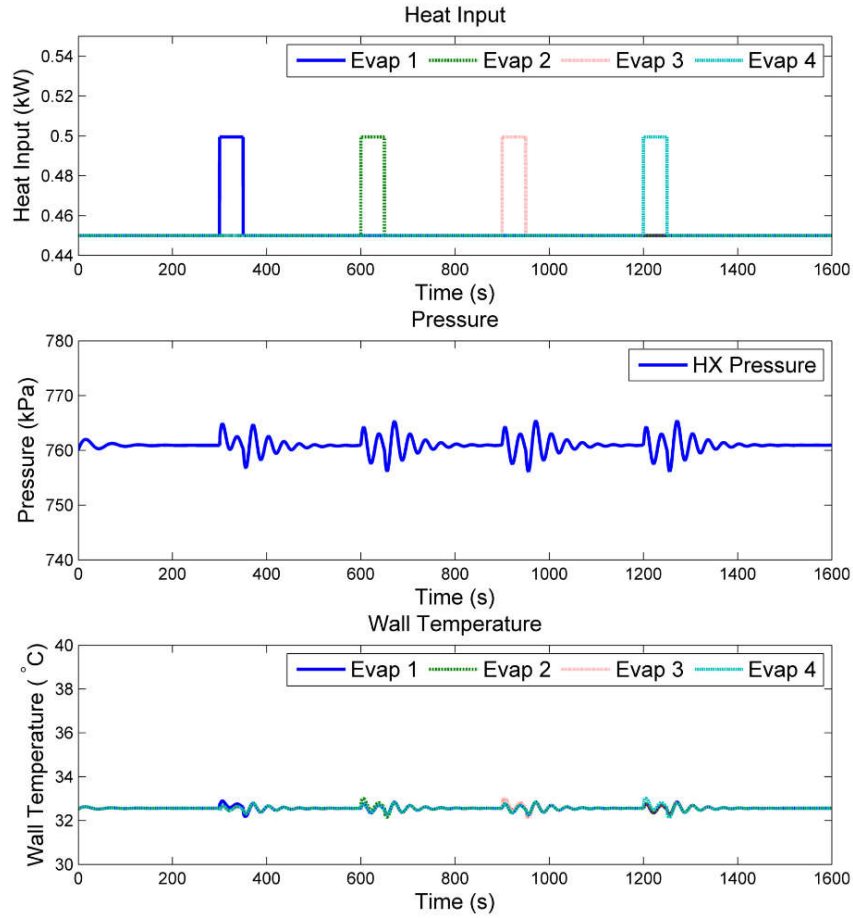 Heat Input
Evap 1 Evap 2 Evap 3 Evap 4
Heat Input (kW)
0.54
0.52
0.5
0.48
0.46
0.44
0 200 400 600 800 1000 1200 1400 1600
Time (s)
Pressure
HX Pressure
Pressure (kPa)
780
770
760
750
740
0 200 400 600 800 1000 1200 1400 1600
Time (s)
Wall Temperature
Evap 1 Evap 2 Evap 3 Evap 4
Wall Temperature ( °C)
40
38
36
34
32
30
0 200 400 600 800 1000 1200 1400 1600
Time (s)